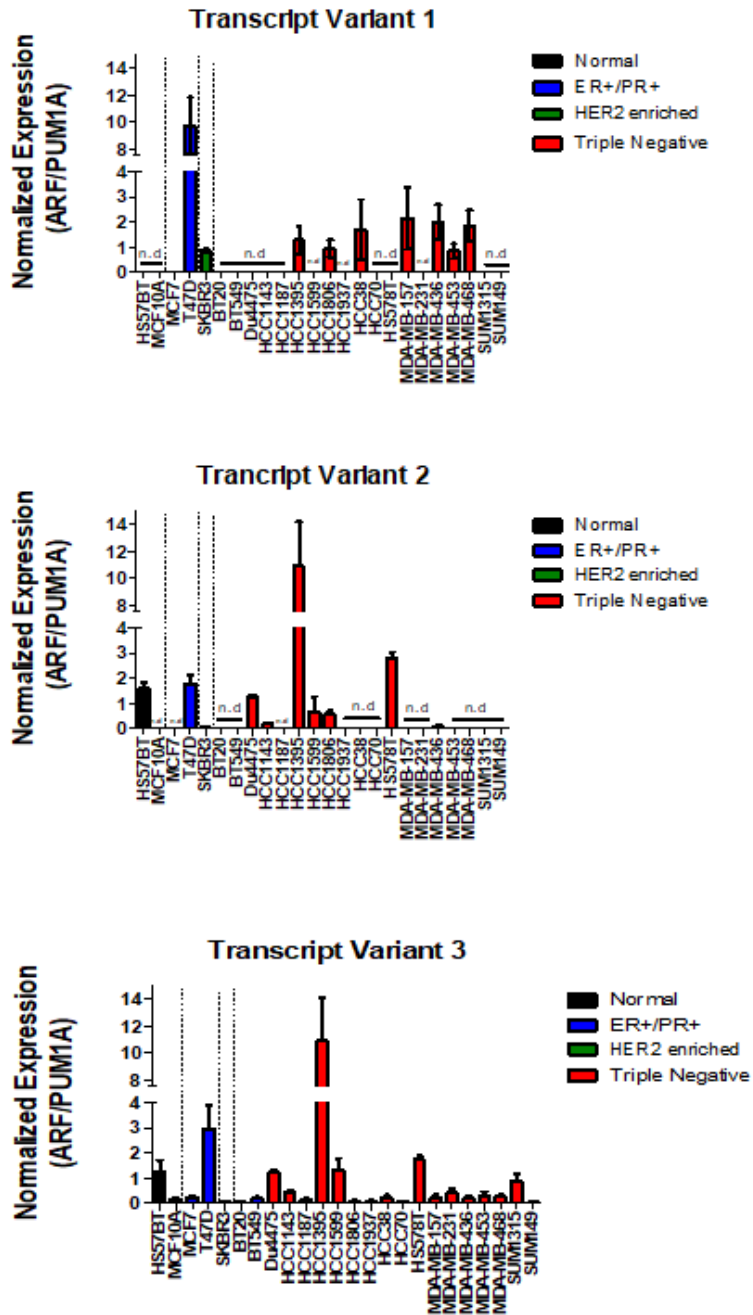 Transcript Variant 1
Normalized Expression
(ARF/PUM1A)
14
12
10
8
4
3
2
1
0
n.d
n.d
n.d
n.d
n.d
n.d
n.d
HS57BT
MCF10A
MCF7
T47D
SKBR3
BT20
BT549
Du4475
HCC1143
HCC1187
HCC1395
HCC1599
HCC1806
HCC1937
HCC38
HCC70
HS578T
MDA-MB-157
MDA-MB-231
MDA-MB-436
MDA-MB-453
MDA-MB-468
SUM1315
SUM149
Normal
ER+/PR+
HER2 enriched
Triple Negative
Trancript Variant 2
Normalized Expression
(ARF/PUM1A)
14
12
10
8
4
3
2
1
0
n.d
n.d
n.d
n.d
n.d
n.d
n.d
HS57BT
MCF10A
MCF7
T47D
SKBR3
BT20
BT549
Du4475
HCC1143
HCC1187
HCC1395
HCC1599
HCC1806
HCC1937
HCC38
HCC70
HS578T
MDA-MB-157
MDA-MB-231
MDA-MB-436
MDA-MB-453
MDA-MB-468
SUM1315
SUM149
Normal
ER+/PR+
HER2 enriched
Triple Negative
Transcript Variant 3
Normalized Expression
(ARF/PUM1A)
14
12
10
8
4
3
2
1
0
HS57BT
MCF10A
MCF7
T47D
SKBR3
BT20
BT549
Du4475
HCC1143
HCC1187
HCC1395
HCC1599
HCC1806
HCC1937
HCC38
HCC70
HS578T
MDA-MB-157
MDA-MB-231
MDA-MB-436
MDA-MB-453
MDA-MB-468
SUM1315
SUM149
Normal
ER+/PR+
HER2 enriched
Triple Negative